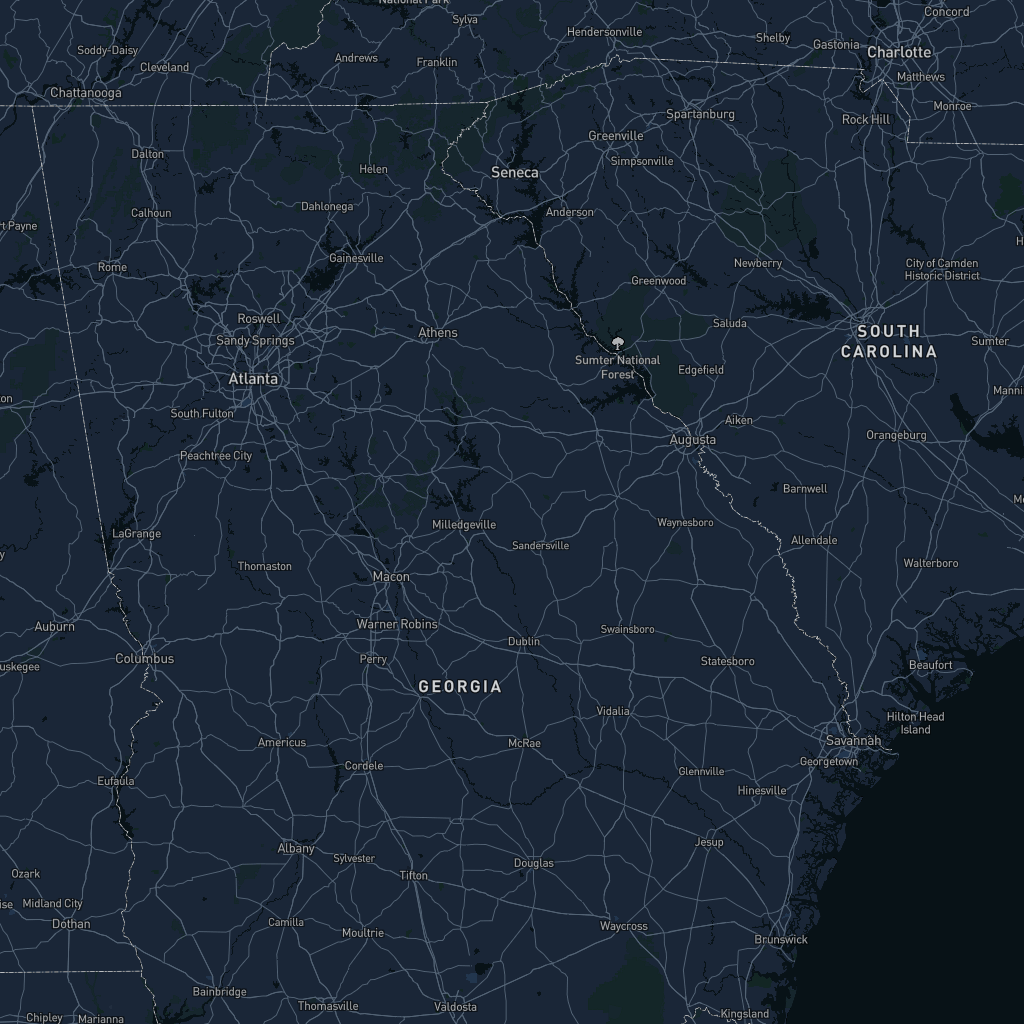 National Park
Sylva
Hendersonville
Concord
Shelby
Gastonia
Charlotte
Soddy-Daisy
Cleveland
Andrews
Franklin
Matthews
Chattanooga
Monroe
Spartanburg
Rock Hill
Greenville
Simpsonville
Dalton
Helen
Seneca
Dahlonega
Calhoun
Anderson
rt Payne
H
Rome
Gainesville
Newberry
City of Camden
Historic District
Greenwood
Roswell
Sandy Springs
Athens
Saluda
SOUTH
CAROLINA
Sumter
Sumter National
Forest
Edgefield
Atlanta
Manni
on
South Fulton
Aiken
Augusta
Orangeburg
Peachtree City
Barnwell
Mc
LaGrange
Milledgeville
Waynesboro
Sandersville
Allendale
y
Thomaston
Macon
Walterboro
Auburn
Warner Robins
Dublin
Swainsboro
Columbus
Perry
Statesboro
Beaufort
uskegee
GEORGIA
Vidalia
Hilton Head
Island
Americus
McRae
Savannah
Cordele
Georgetown
Glennville
Eufaula
Hinesville
Albany
Sylvester
Jesup
Douglas
Ozark
Tifton
ise
Midland City
Dothan
Camilla
Moultrie
Waycross
Brunswick
Bainbridge
Thomasville
Valdosta
Chipley
Marianna
Kingsland